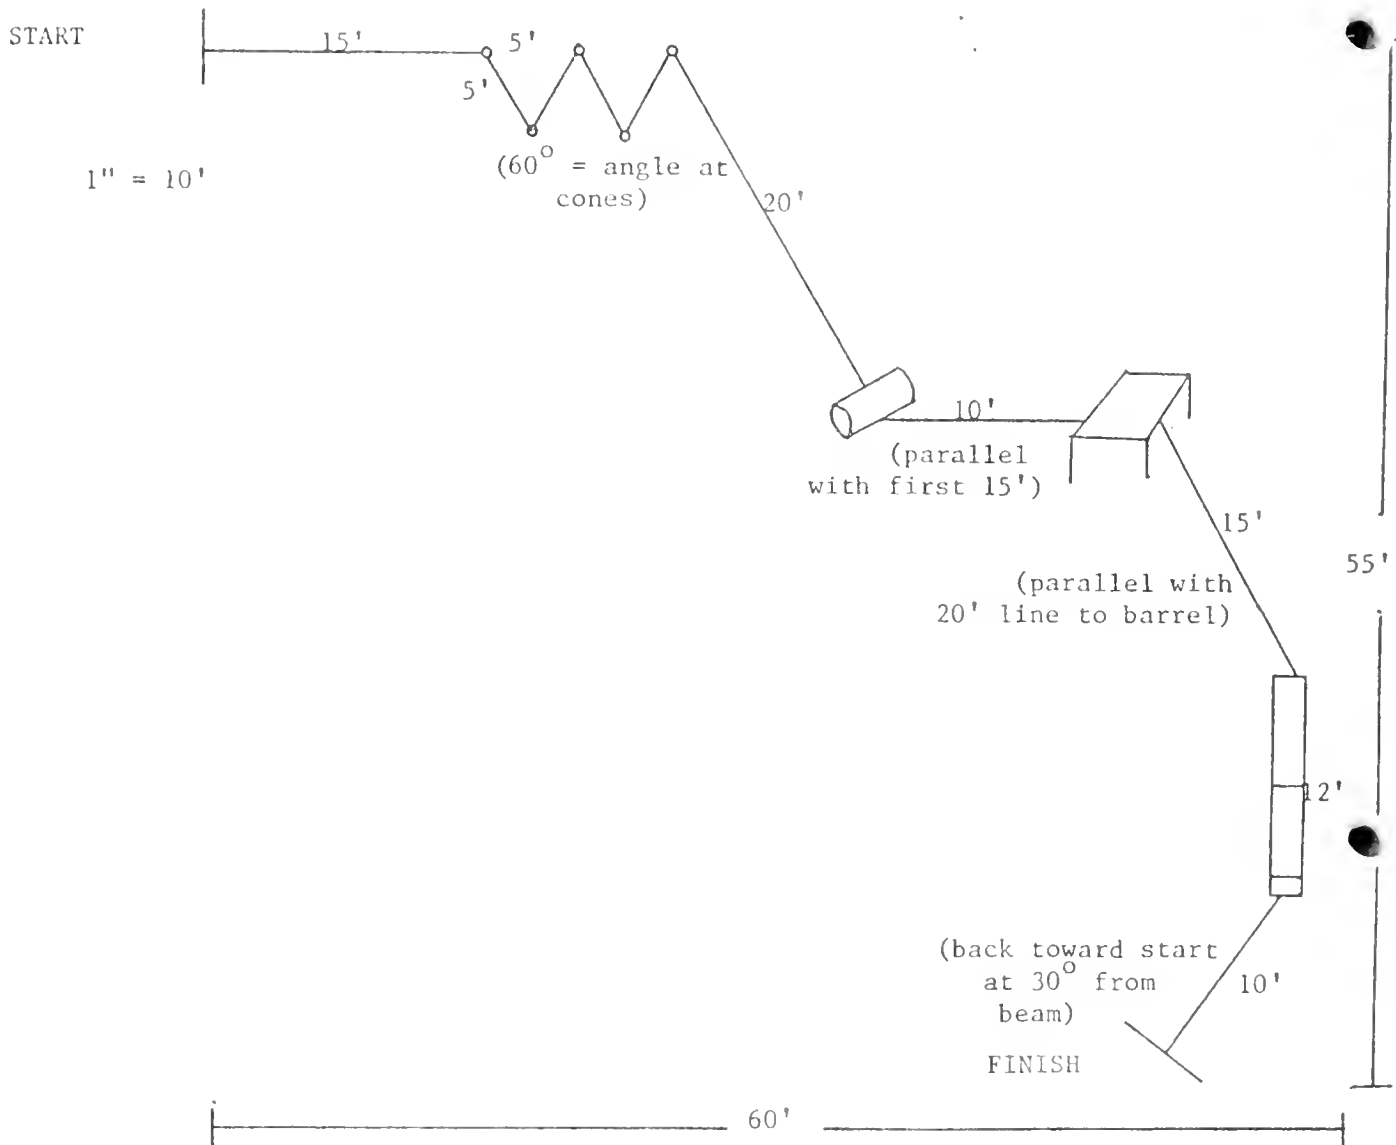 START
15'
5'
5'
1" = 10'
(60° = angle at
cones)
20'
10'
(parallel
with first 15')
15'
55'
(parallel with
20' line to barrel)
12'
(back toward start
at 30° from
beam)
10'
FINISH
60'